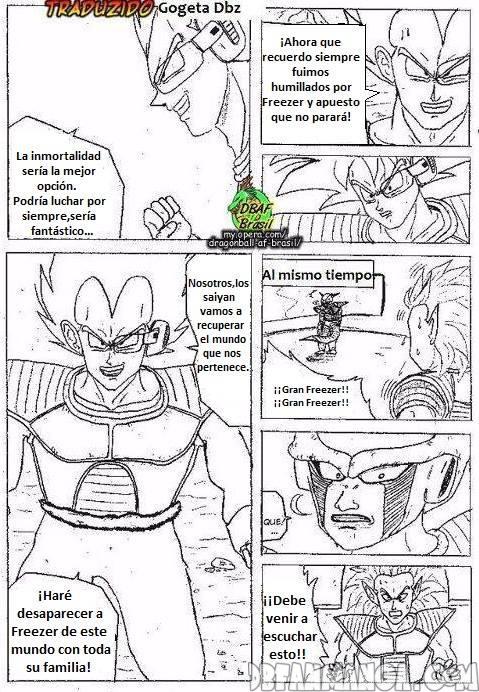 TRADUZIDO Gogeta Dbz
La inmortalidad
sería la mejor
opción.
Podría luchar por
siempre,sería
fantástico...
¡Ahora que
recuerdo siempre
fuimos
humillados por
Freezer y apuesto
que no parará!
DBAF
Brasil
my.opera.com/
dragonball-af-brasil/
Nosotros,los
saiyan
vamos a
recuperar
el mundo
que nos
pertenece.
¡Haré
desaparecer a
Freezer de este
mundo con toda
su familia!
Al mismo tiempo
¡¡Gran Freezer!!
¡¡Gran Freezer!!
QUE!
...
¡¡Debe
venir a
escuchar
esto!!
DREAMMANGA.COM